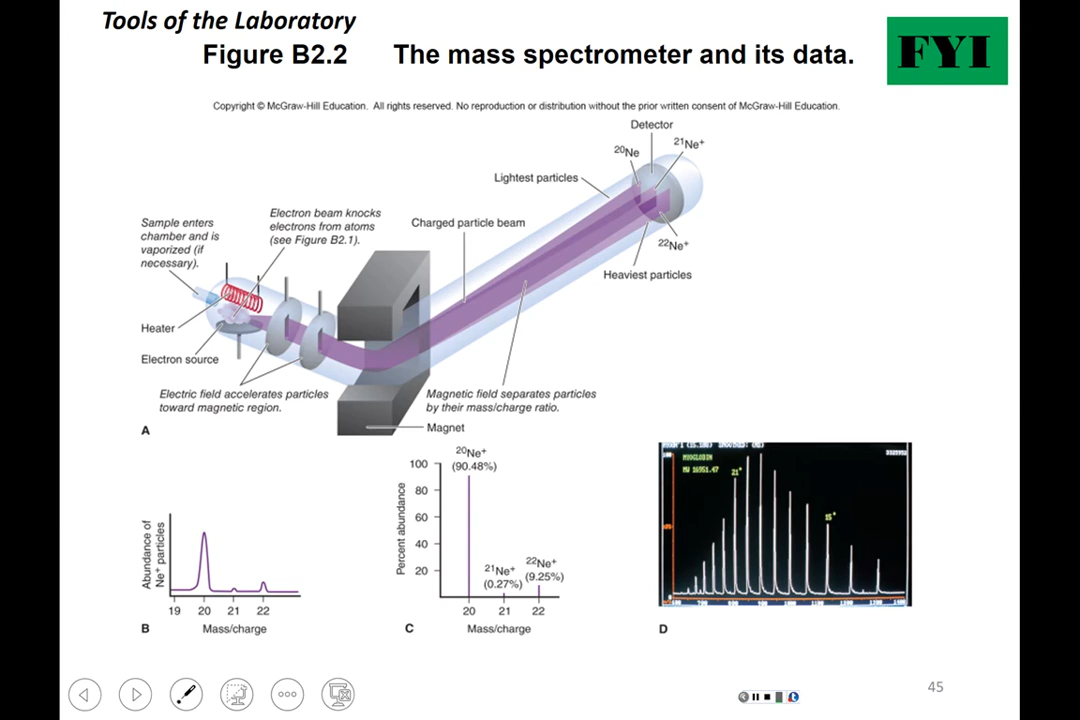 Tools of the Laboratory
Figure B2.2 The mass spectrometer and its data.
FYI
Copyright © McGraw-Hill Education. All rights reserved. No reproduction or distribution without the prior written consent of McGraw-Hill Education.
Detector
²¹Ne⁺
²⁰Ne
Lightest particles
Sample enters
chamber and is
vaporized (if
necessary).
Electron beam knocks
electrons from atoms
(see Figure B2.1).
Charged particle beam
²²Ne⁺
Heaviest particles
Heater
Electron source
Electric field accelerates particles
toward magnetic region.
Magnetic field separates particles
by their mass/charge ratio.
Magnet
A
Abundance of
Ne⁺ particles
19 20 21 22
Mass/charge
B
²⁰Ne⁺
(90.48%)
Percent abundance
100
80
60
40
20
²¹Ne⁺
(0.27%)
²²Ne⁺
(9.25%)
20 21 22
Mass/charge
C
MYOGLOBIN
MW 16951.47
21⁺
15⁺
D
45